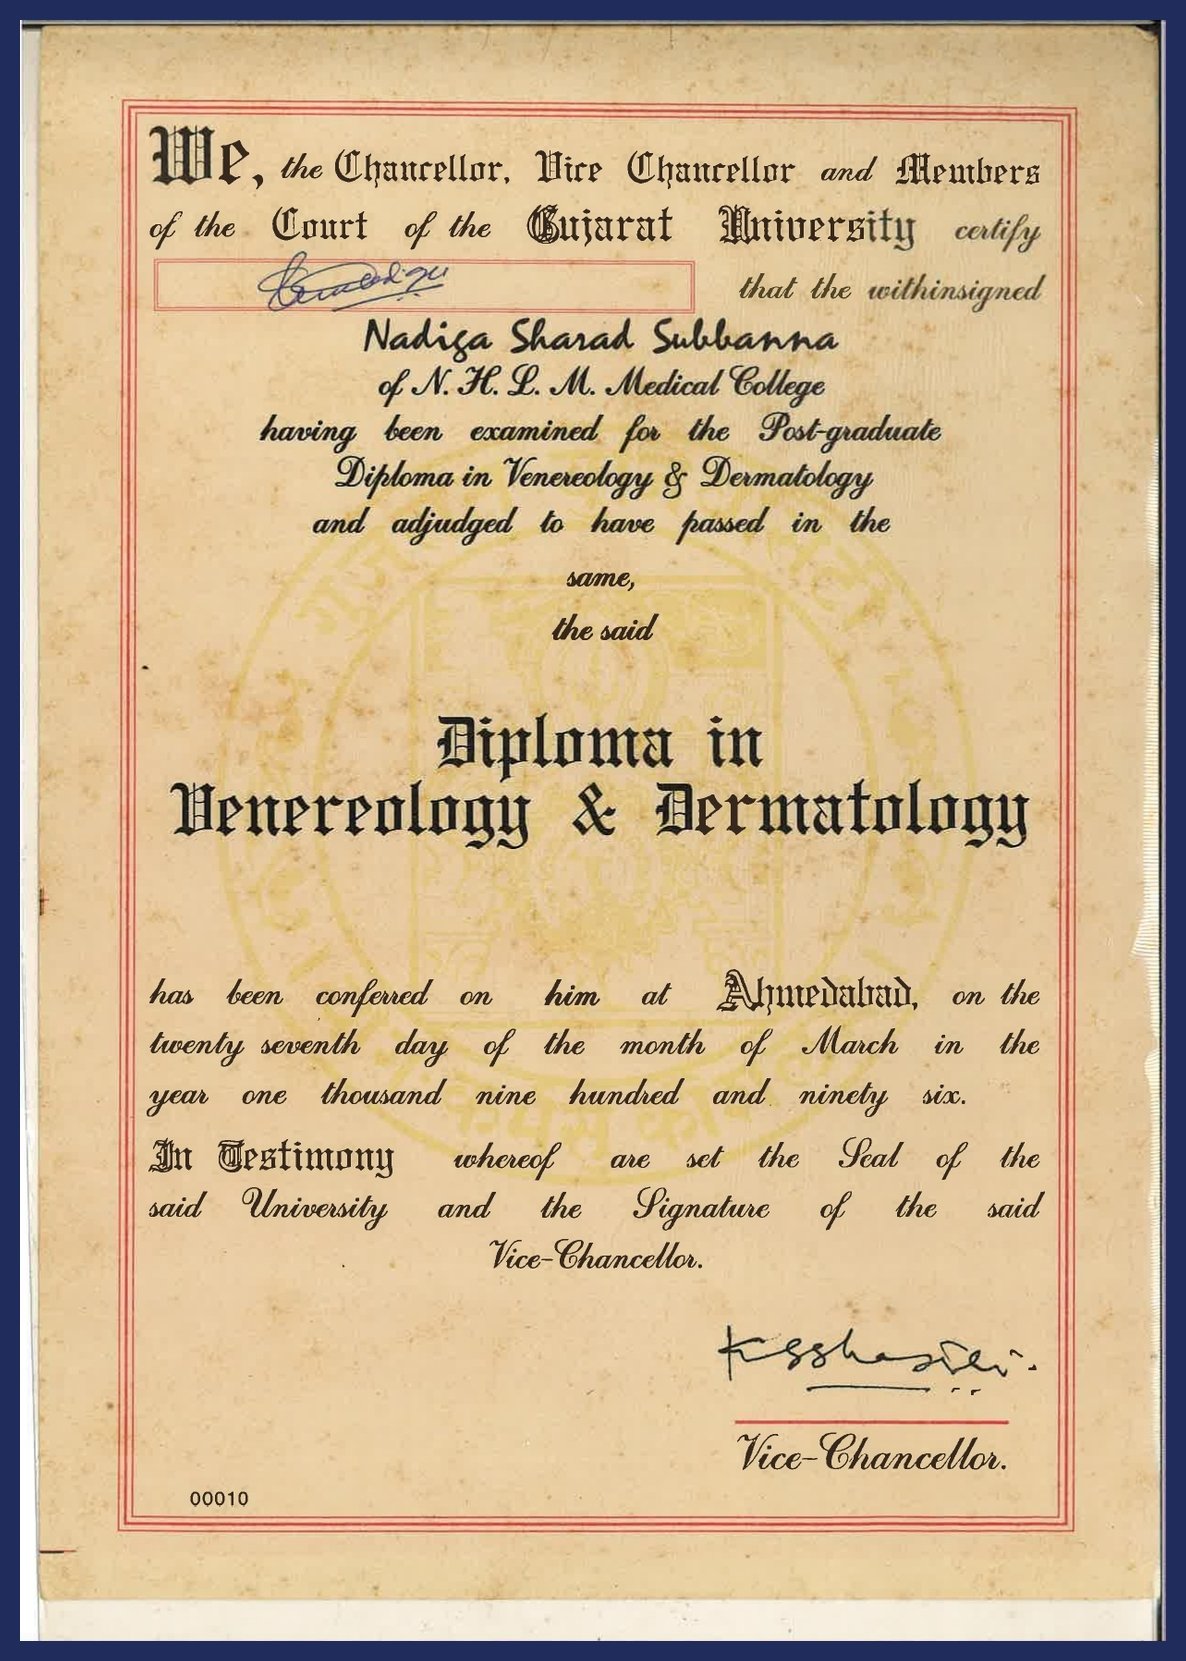 We, the Chancellor, Vice Chancellor and Members
of the Court of the Gujarat University certify
that the withinsigned
Nadiga Sharad Subbanna
of N. H. L. M. Medical College
having been examined for the Post-graduate
Diploma in Venereology & Dermatology
and adjudged to have passed in the
same,
the said
Diploma in
Venereology & Dermatology
has been conferred on him at Ahmedabad, on the
twenty seventh day of the month of March in the
year one thousand nine hundred and ninety six.
In Testimony whereof are set the Seal of the
said University and the Signature of the said
Vice-Chancellor.
Vice-Chancellor.
00010